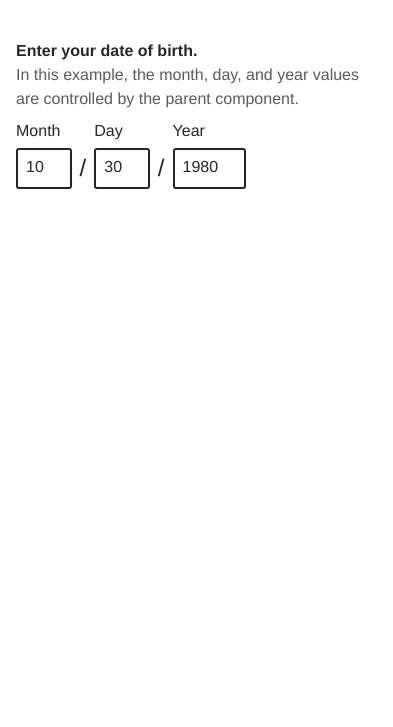 Enter your date of birth.
In this example, the month, day, and year values
are controlled by the parent component.
Month Day Year
10 / 30 / 1980